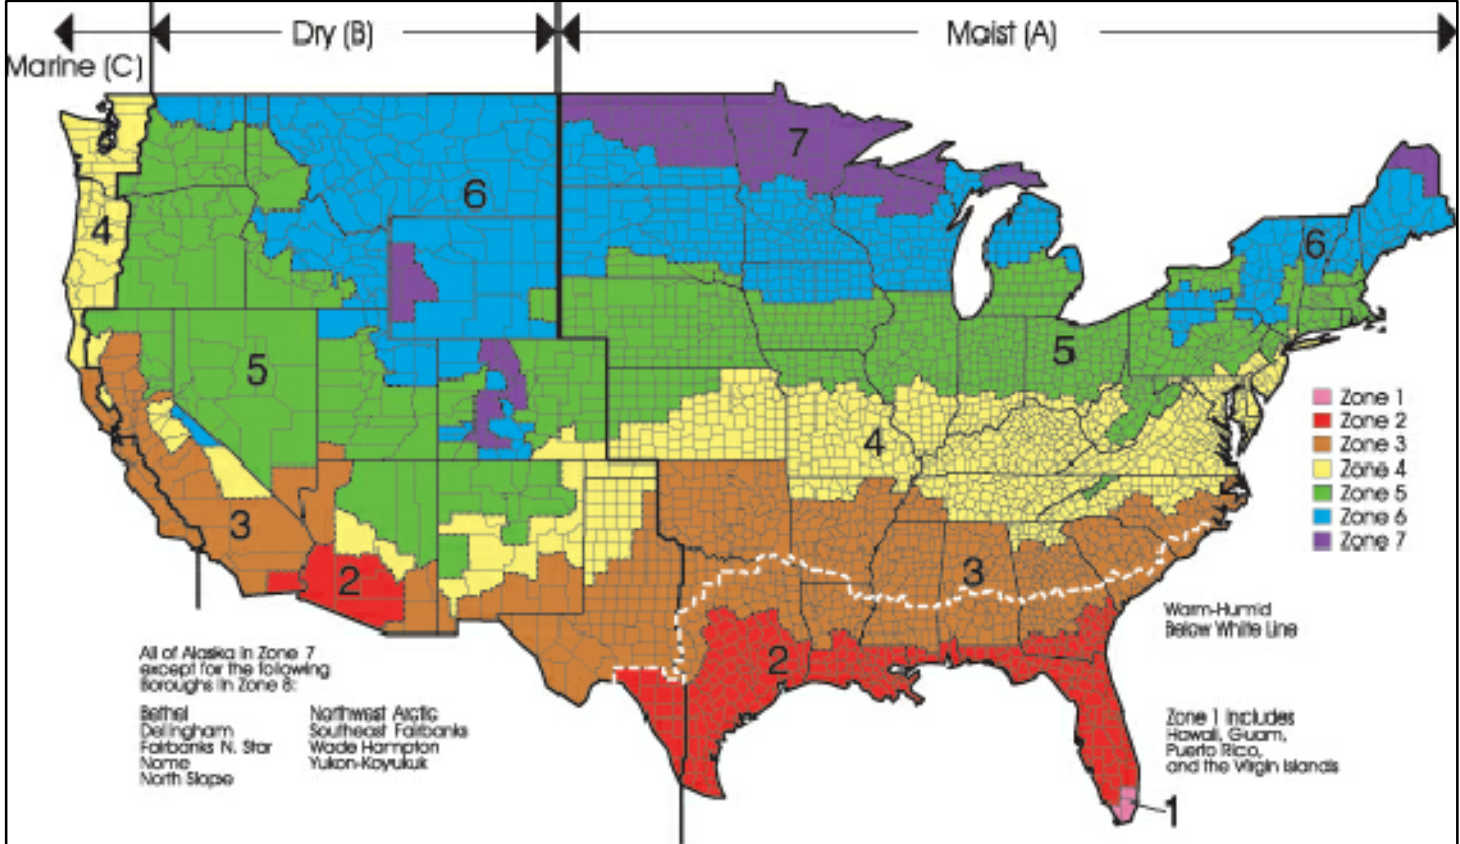 Dry (B)
Moist (A)
Marine (C)
7
6
4
6
5
5
Zone 1
Zone 2
Zone 3
Zone 4
Zone 5
Zone 6
Zone 7
4
3
2
3
Warm-Humid
Below White Line
2
All of Alaska in Zone 7
except for the following
Boroughs in Zone 8:
Bethel
Dellingham
Fairbanks N. Star
Nome
North Slope
Northwest Arctic
Southeast Fairbanks
Wade Hampton
Yukon-Koyukuk
Zone 1 includes
Hawaii, Guam,
Puerto Rico,
and the Virgin Islands
1